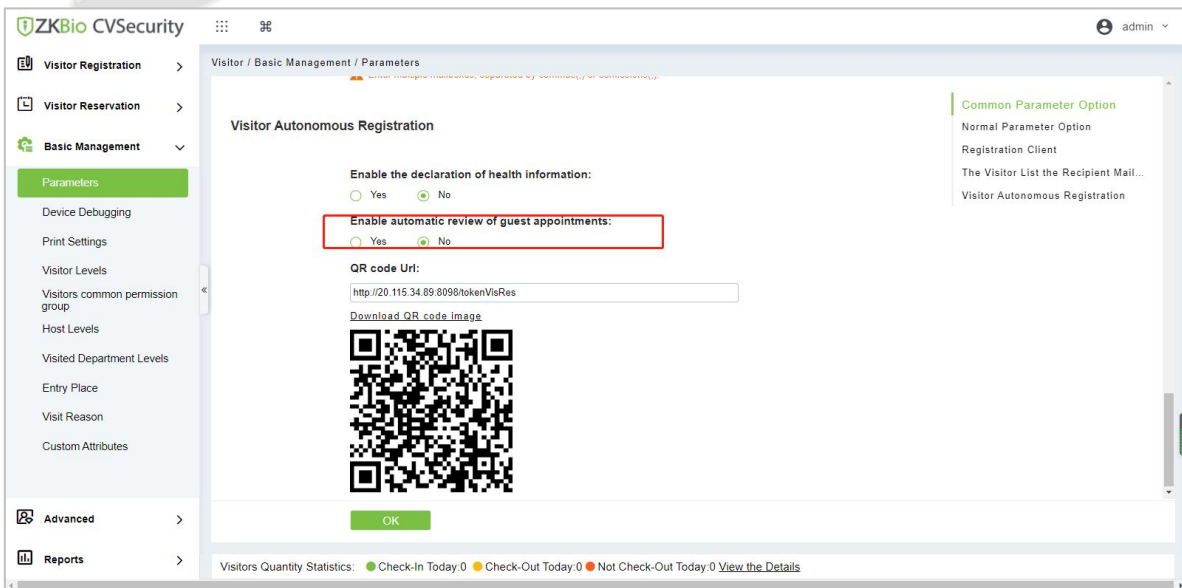 ZKBio CVSecurity
admin
Visitor Registration
Visitor Reservation
Basic Management
Parameters
Device Debugging
Print Settings
Visitor Levels
Visitors common permission
group
Host Levels
Visited Department Levels
Entry Place
Visit Reason
Custom Attributes
Advanced
Reports
Visitor / Basic Management / Parameters
Visitor Autonomous Registration
Enable the declaration of health information:
Yes No
Enable automatic review of guest appointments:
Yes No
QR code Url:
http://20.115.34.89:8098/tokenVisRes
Download QR code image
OK
Common Parameter Option
Normal Parameter Option
Registration Client
The Visitor List the Recipient Mail...
Visitor Autonomous Registration
Visitors Quantity Statistics: Check-In Today:0 Check-Out Today:0 Not Check-Out Today:0 View the Details